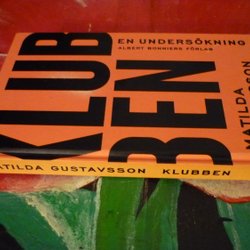 KLUB
BEN
EN UNDERSÖKNING
ALBERT BONNIERS FÖRLAG
MATILDA
MATILDA GUSTAVSSON KLUBBEN